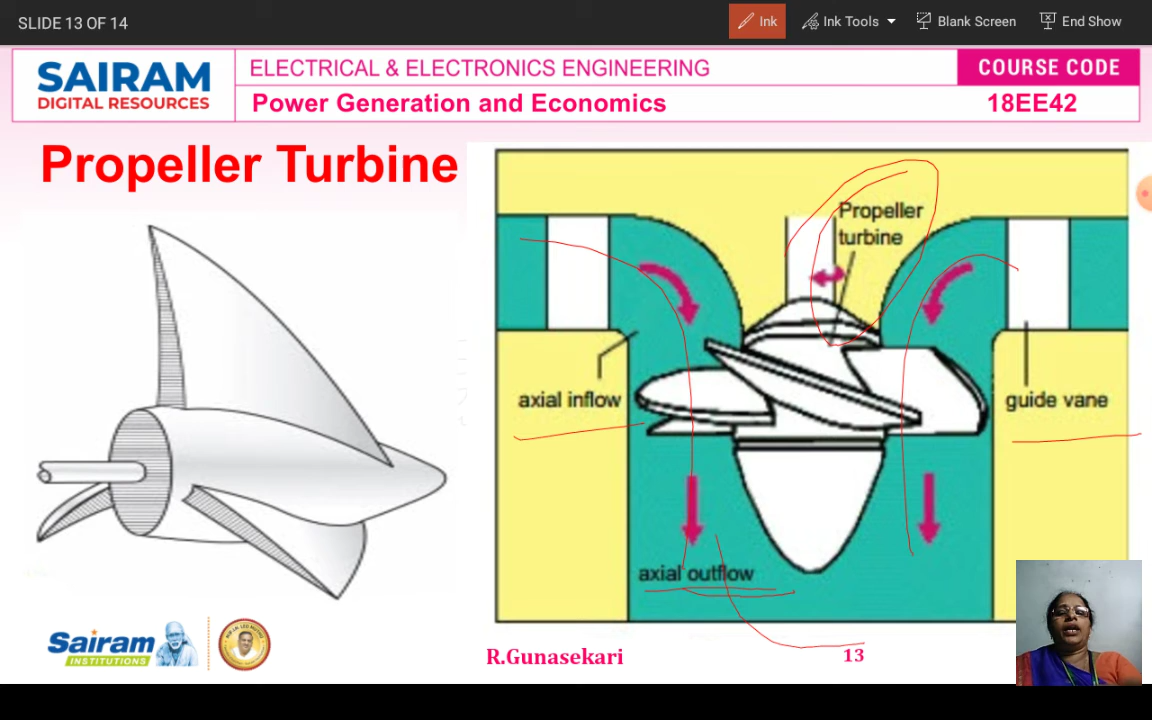 SLIDE 13 OF 14
Ink
Ink Tools
Blank Screen
End Show
SAIRAM
DIGITAL RESOURCES
ELECTRICAL & ELECTRONICS ENGINEERING
COURSE CODE
Power Generation and Economics
18EE42
Propeller Turbine
Propeller
turbine
axial inflow
guide vane
axial outflow
Sairam
INSTITUTIONS
R.Gunasekari
13